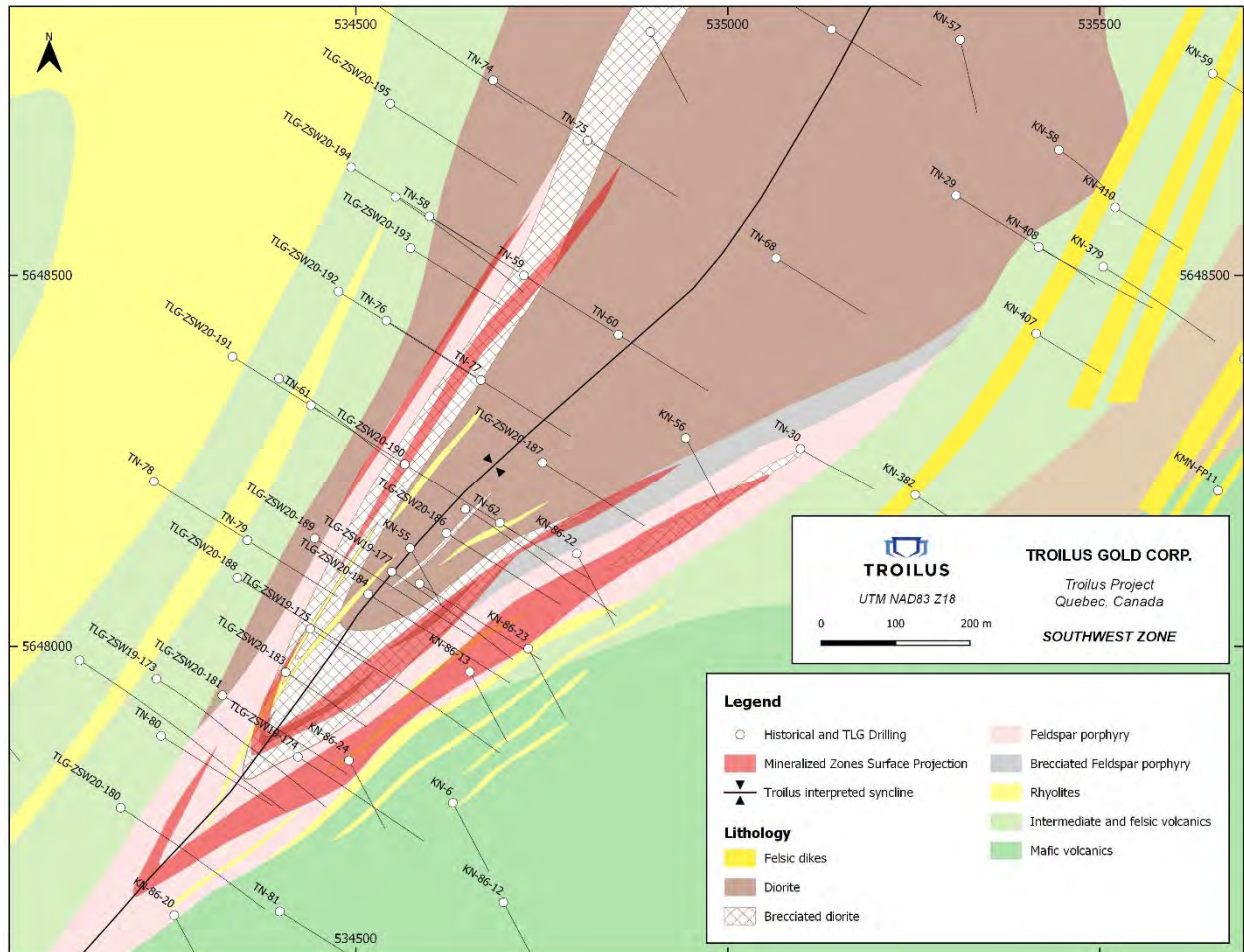 534500
535000
535500
N
KN-57
TN-74
KN-59
TLG-ZSW20-195
TN-75
TLG-ZSW20-194
KN-58
TN-58
TN-29
KN-410
TLG-ZSW20-193
KN-408
KN-379
TLG-ZSW20-192
TN-59
TN-68
5648500
5648500
TN-76
TN-60
KN-407
TLG-ZSW20-191
TN-61
TN-77
TLG-ZSW20-190
TLG-ZSW20-187
KN-56
TN-30
TN-78
KN-382
KMN-FP11
TLG-ZSW20-189
TLG-ZSW20-186
TN-62
TN-79
KN-55
KN-86-22
TLG-ZSW19-177
TLG-ZSW20-188
TLG-ZSW20-184
TLG-ZSW19-175
5648000
KN-86-23
TLG-ZSW20-183
KN-86-13
TLG-ZSW19-173
TLG-ZSW20-181
TN-80
TLG-ZSW19-174
KN-86-24
TLG-ZSW20-180
KN-6
KN-86-20
TN-81
KN-86-12
534500
TROILUS
UTM NAD83 Z18
0 100 200 m
TROILUS GOLD CORP.
Troilus Project
Quebec, Canada
SOUTHWEST ZONE
Legend
Historical and TLG Drilling
Mineralized Zones Surface Projection
Troilus interpreted syncline
Lithology
Felsic dikes
Diorite
Brecciated diorite
Feldspar porphyry
Brecciated Feldspar porphyry
Rhyolites
Intermediate and felsic volcanics
Mafic volcanics